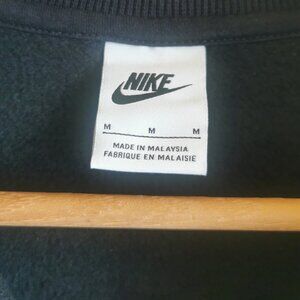 NIKE
M M M
MADE IN MALAYSIA
FABRIQUE EN MALAISIE